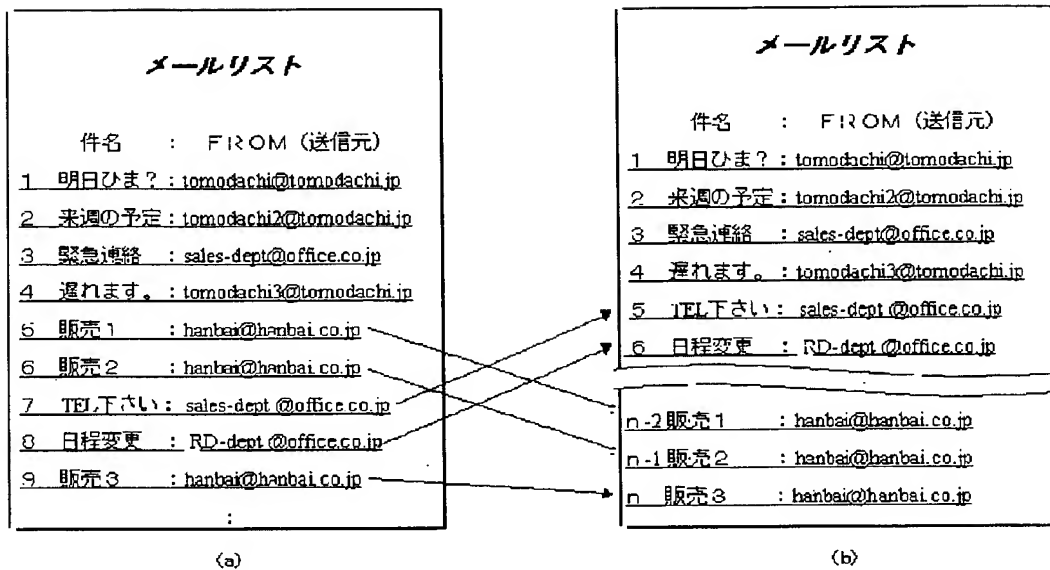 メールリスト
件名 : FROM (送信元)
1 明日ひま？: tomodachi@tomodachi.jp
2 来週の予定: tomodachi2@tomodachi.jp
3 緊急連絡 : sales-dept@office.co.jp
4 遅れます。: tomodachi3@tomodachi.jp
5 販売1 : hanbai@hanbai.co.jp
6 販売2 : hanbai@hanbai.co.jp
7 TEL下さい: sales-dept @office.co.jp
8 日程変更 : RD-dept @office.co.jp
9 販売3 : hanbai@hanbai.co.jp
:
(a)
メールリスト
件名 : FROM (送信元)
1 明日ひま？: tomodachi@tomodachi.jp
2 来週の予定: tomodachi2@tomodachi.jp
3 緊急連絡 : sales-dept@office.co.jp
4 遅れます。: tomodachi3@tomodachi.jp
5 TEL下さい: sales-dept @office.co.jp
6 日程変更 : RD-dept @office.co.jp
n-2 販売1 : hanbai@hanbai.co.jp
n-1 販売2 : hanbai@hanbai.co.jp
n 販売3 : hanbai@hanbai.co.jp
(b)